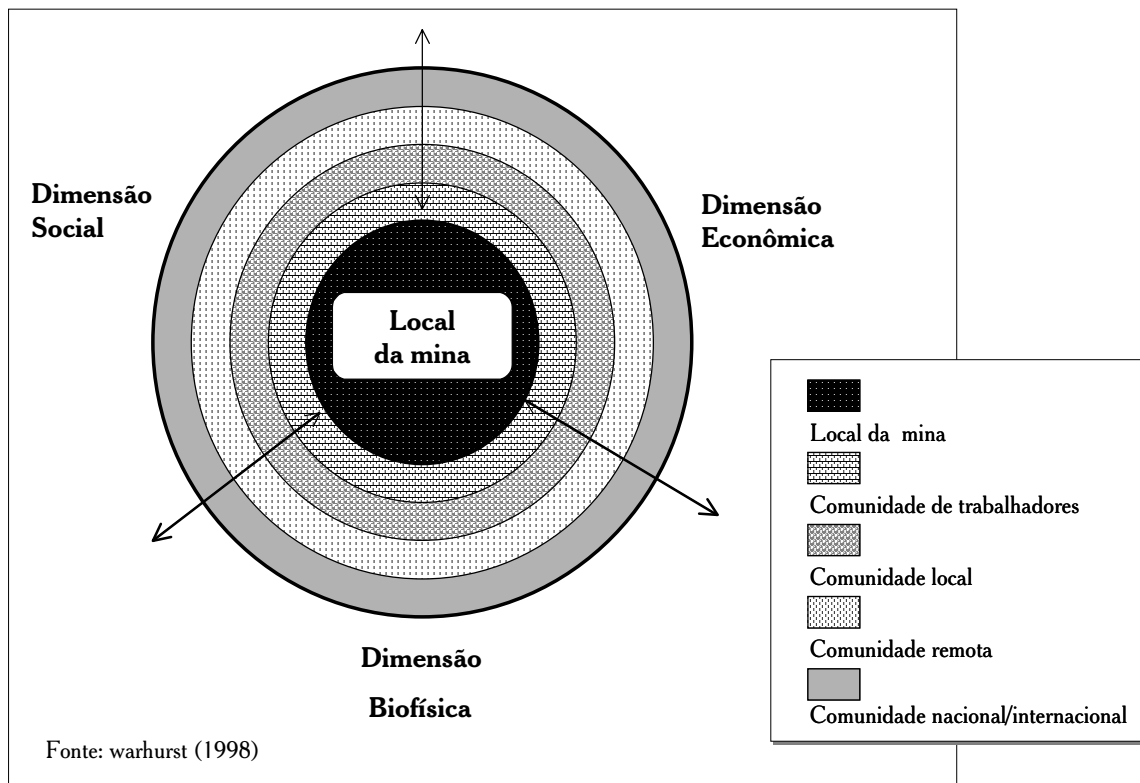 Dimensão
Social
Dimensão
Econômica
Local
da mina
Dimensão
Biofísica
Fonte: warhurst (1998)
Local da mina
Comunidade de trabalhadores
Comunidade local
Comunidade remota
Comunidade nacional/internacional